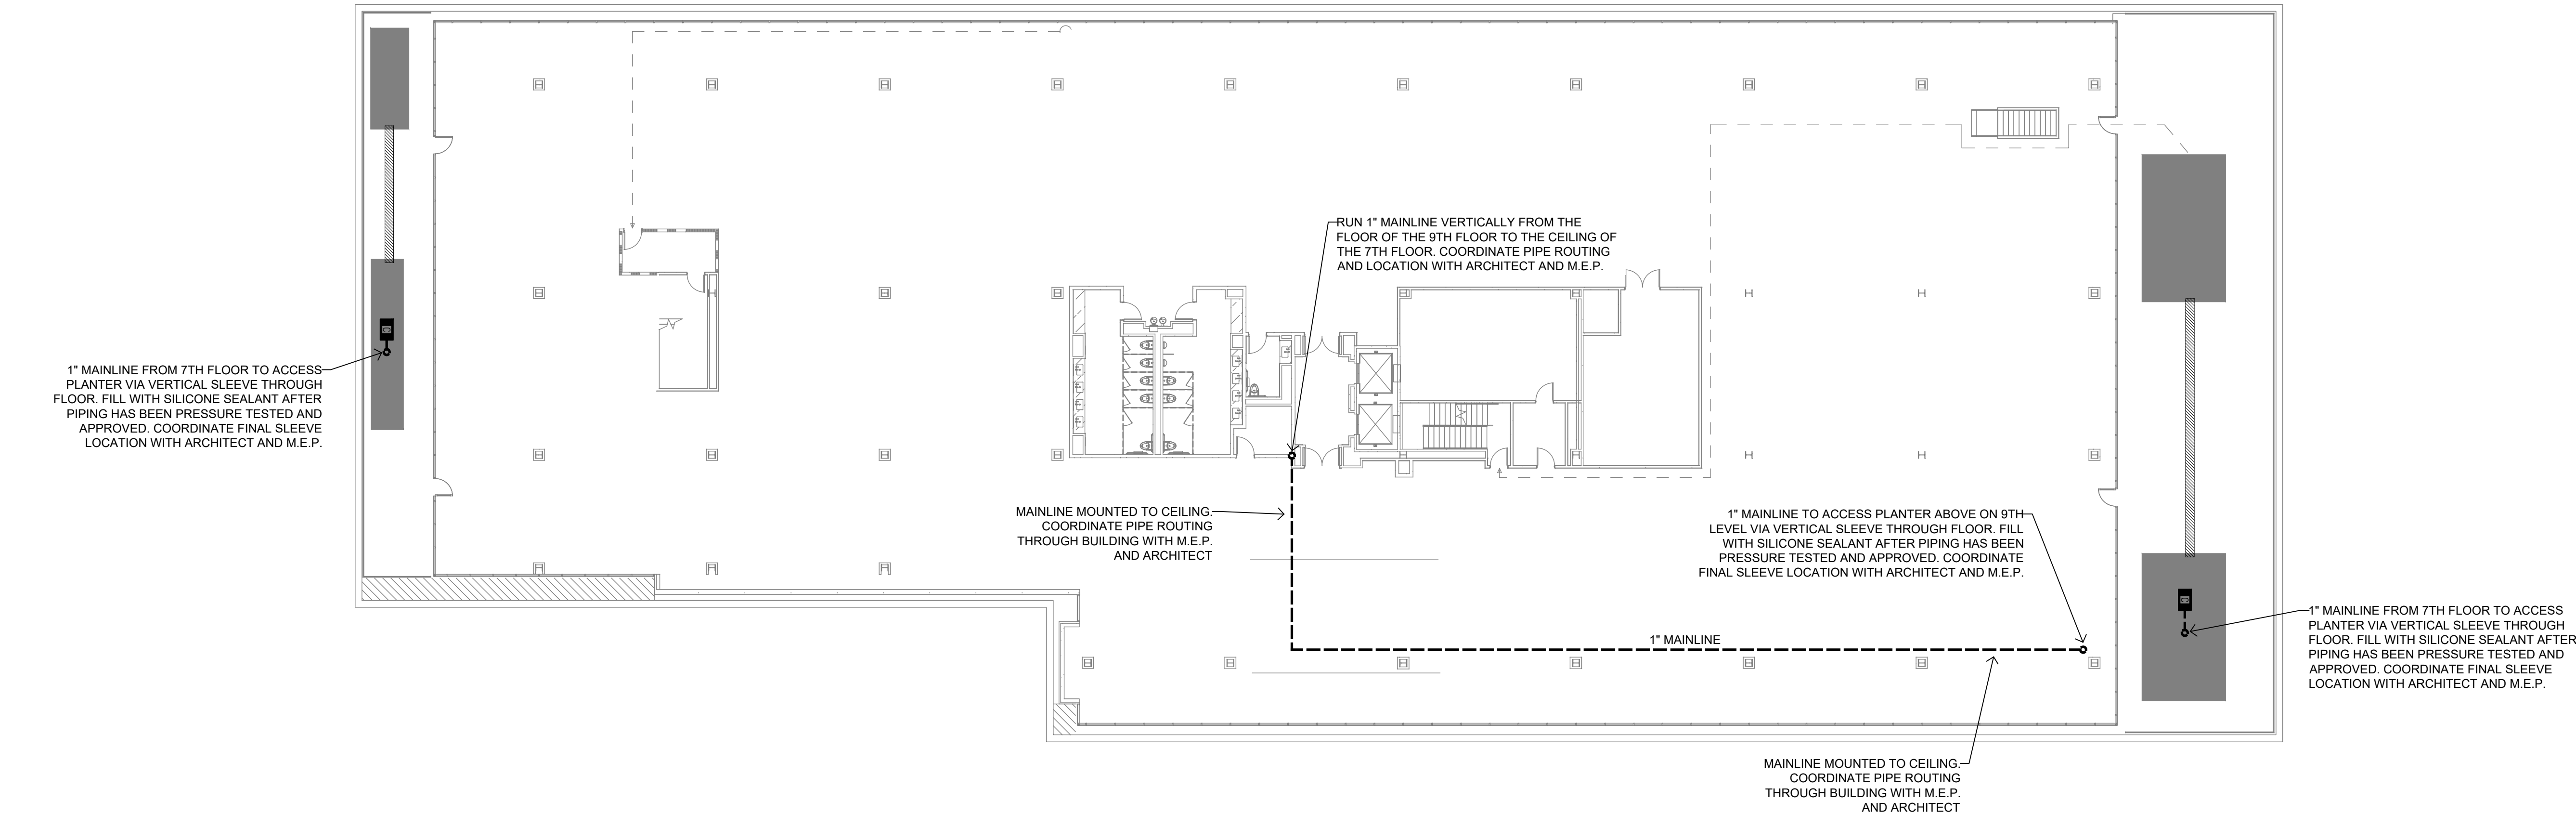 RUN 1" MAINLINE VERTICALLY FROM THE
FLOOR OF THE 9TH FLOOR TO THE CEILING OF
THE 7TH FLOOR. COORDINATE PIPE ROUTING
AND LOCATION WITH ARCHITECT AND M.E.P.
1" MAINLINE FROM 7TH FLOOR TO ACCESS
PLANTER VIA VERTICAL SLEEVE THROUGH
FLOOR. FILL WITH SILICONE SEALANT AFTER
PIPING HAS BEEN PRESSURE TESTED AND
APPROVED. COORDINATE FINAL SLEEVE
LOCATION WITH ARCHITECT AND M.E.P.
MAINLINE MOUNTED TO CEILING.
COORDINATE PIPE ROUTING
THROUGH BUILDING WITH M.E.P.
AND ARCHITECT
1" MAINLINE TO ACCESS PLANTER ABOVE ON 9TH
LEVEL VIA VERTICAL SLEEVE THROUGH FLOOR. FILL
WITH SILICONE SEALANT AFTER PIPING HAS BEEN
PRESSURE TESTED AND APPROVED. COORDINATE
FINAL SLEEVE LOCATION WITH ARCHITECT AND M.E.P.
1" MAINLINE
1" MAINLINE FROM 7TH FLOOR TO ACCESS
PLANTER VIA VERTICAL SLEEVE THROUGH
FLOOR. FILL WITH SILICONE SEALANT AFTER
PIPING HAS BEEN PRESSURE TESTED AND
APPROVED. COORDINATE FINAL SLEEVE
LOCATION WITH ARCHITECT AND M.E.P.
MAINLINE MOUNTED TO CEILING.
COORDINATE PIPE ROUTING
THROUGH BUILDING WITH M.E.P.
AND ARCHITECT